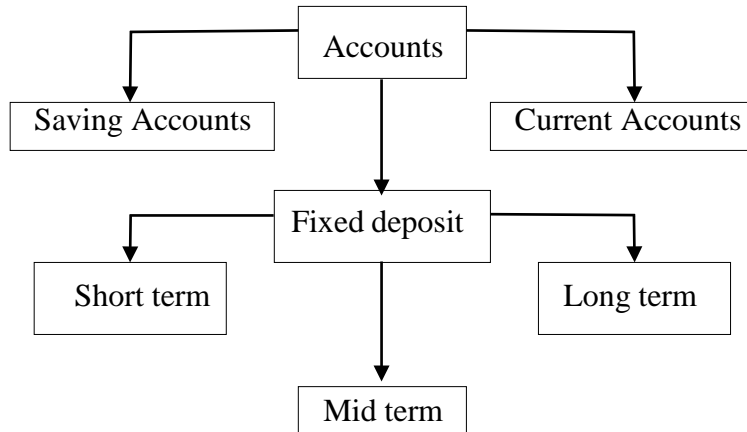 Accounts
Saving Accounts
Current Accounts
Fixed deposit
Short term
Long term
Mid term